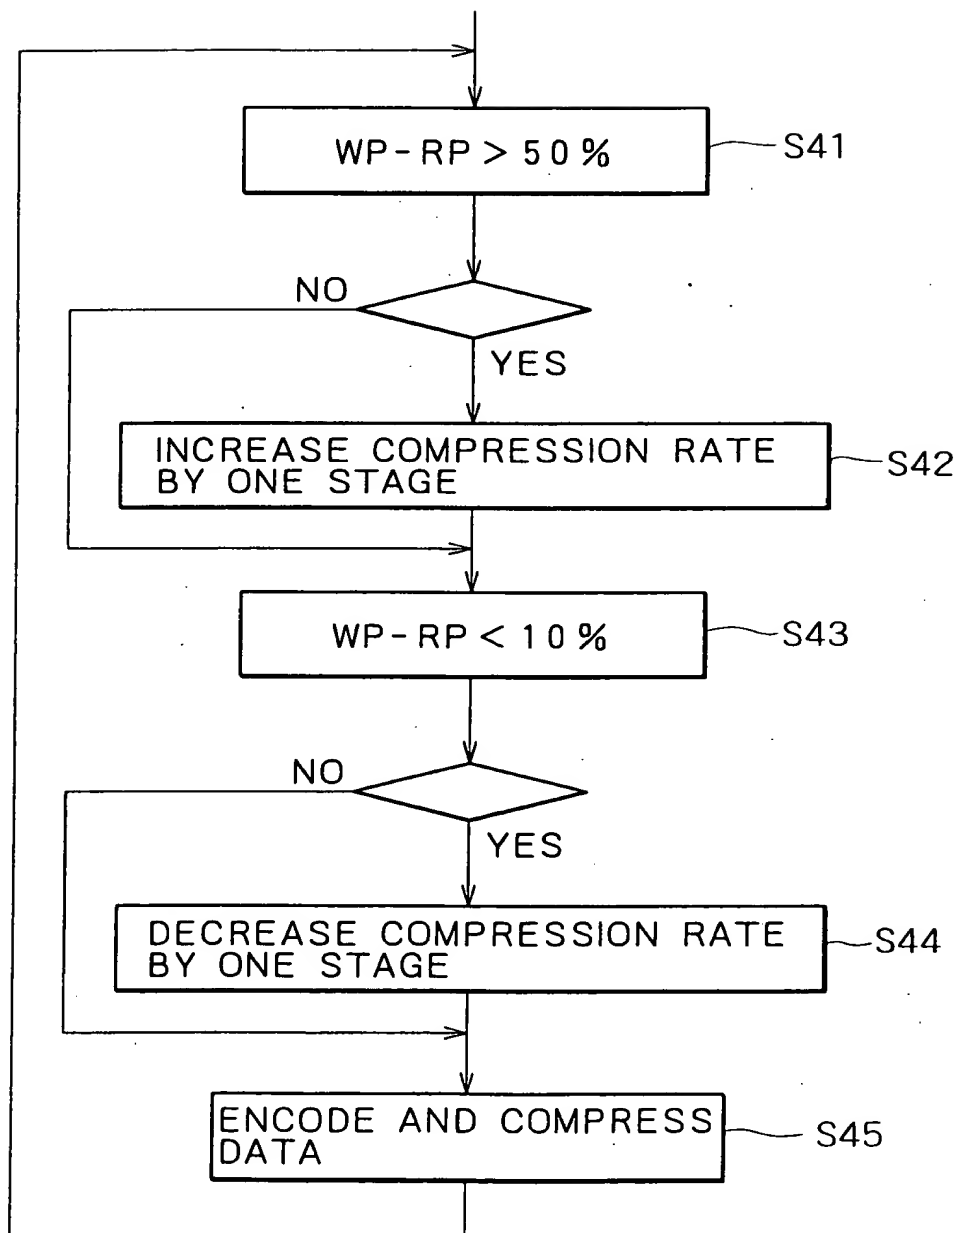 WP-RP > 50%
S41
NO
YES
INCREASE COMPRESSION RATE
BY ONE STAGE
S42
WP-RP < 10%
S43
NO
YES
DECREASE COMPRESSION RATE
BY ONE STAGE
S44
ENCODE AND COMPRESS
DATA
S45